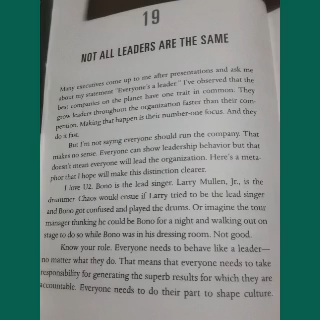 19
NOT ALL LEADERS ARE THE SAME
Many executives come up to me after presentations and ask me
about my statement "Everyone's a leader." I've observed that the
best companies on the planet have one trait in common. They
grow leaders throughout the organization faster than their com-
petition. Making that happen is their number-one focus. And they
do it fast.
But I'm not saying everyone should run the company. That
makes no sense. Everyone can show leadership behavior but that
doesn't mean everyone will lead the organization. Here's a meta-
phor that I hope will make this distinction clearer.
I love U2. Bono is the lead singer. Larry Mullen, Jr., is the
drummer. Chaos would ensue if Larry tried to be the lead singer
and Bono got confused and played the drums. Or imagine the tour
manager thinking he could be Bono for a night and walking out on
stage to do so while Bono was in his dressing room. Not good.
Know your role. Everyone needs to behave like a leader—
no matter what they do. That means that everyone needs to take
responsibility for generating the superb results for which they are
accountable. Everyone needs to do their part to shape culture.